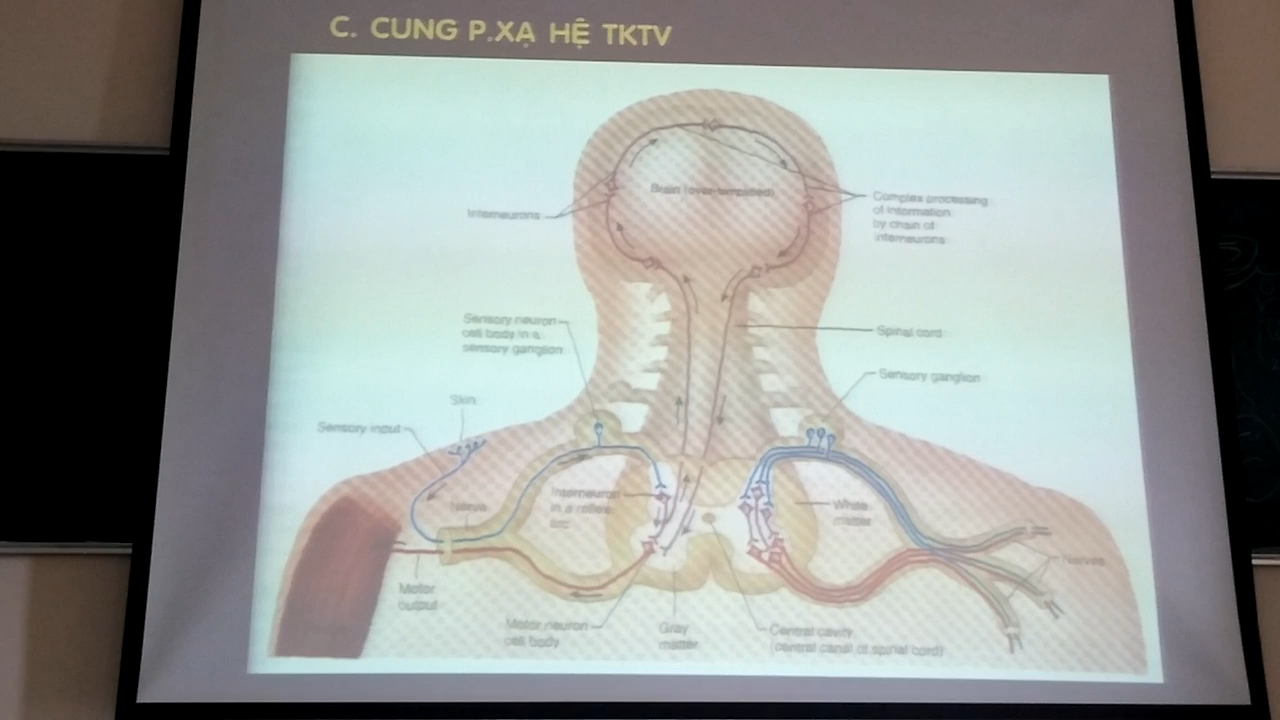 C. CUNG P.XẠ HỆ TKTV
Brain (oversimplified)
Interneurons
Complex processing
of information
by chain of
interneurons
Sensory neuron
cell body in a
sensory ganglion
Spinal cord
Sensory ganglion
Skin
Sensory input
Nerve
Interneuron
in a reflex
arc
White
matter
Nerves
Motor
output
Motor neuron
cell body
Gray
matter
Central cavity
(central canal of spinal cord)